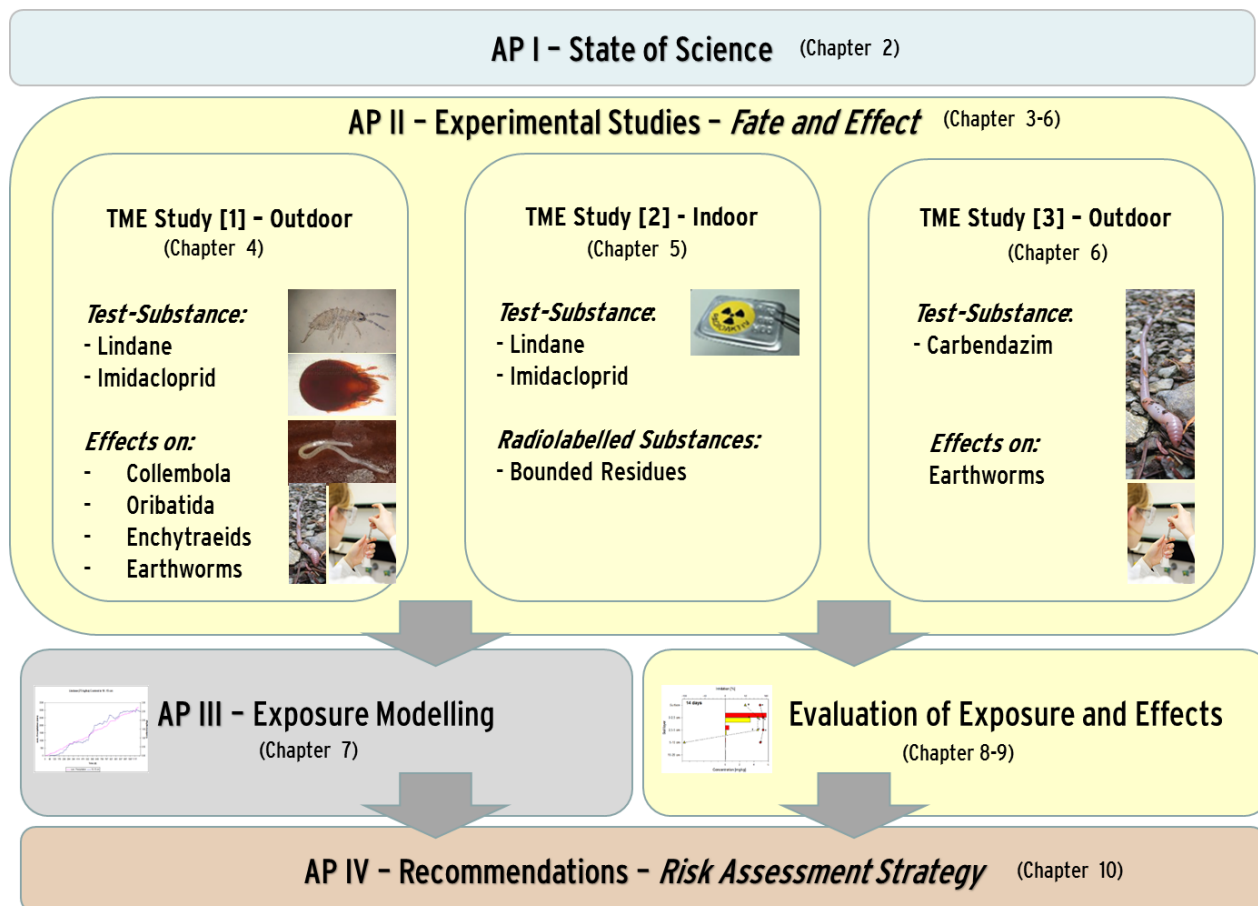 AP I – State of Science (Chapter 2)
AP II – Experimental Studies – Fate and Effect (Chapter 3-6)
TME Study [1] – Outdoor
(Chapter 4)
Test-Substance:
- Lindane
- Imidacloprid
Effects on:
- Collembola
- Oribatida
- Enchytraeids
- Earthworms
TME Study [2] - Indoor
(Chapter 5)
Test-Substance:
- Lindane
- Imidacloprid
Radiolabelled Substances:
- Bounded Residues
TME Study [3] – Outdoor
(Chapter 6)
Test-Substance:
- Carbendazim
Effects on:
Earthworms
AP III – Exposure Modelling
(Chapter 7)
14 days
Evaluation of Exposure and Effects
(Chapter 8-9)
AP IV – Recommendations – Risk Assessment Strategy (Chapter 10)